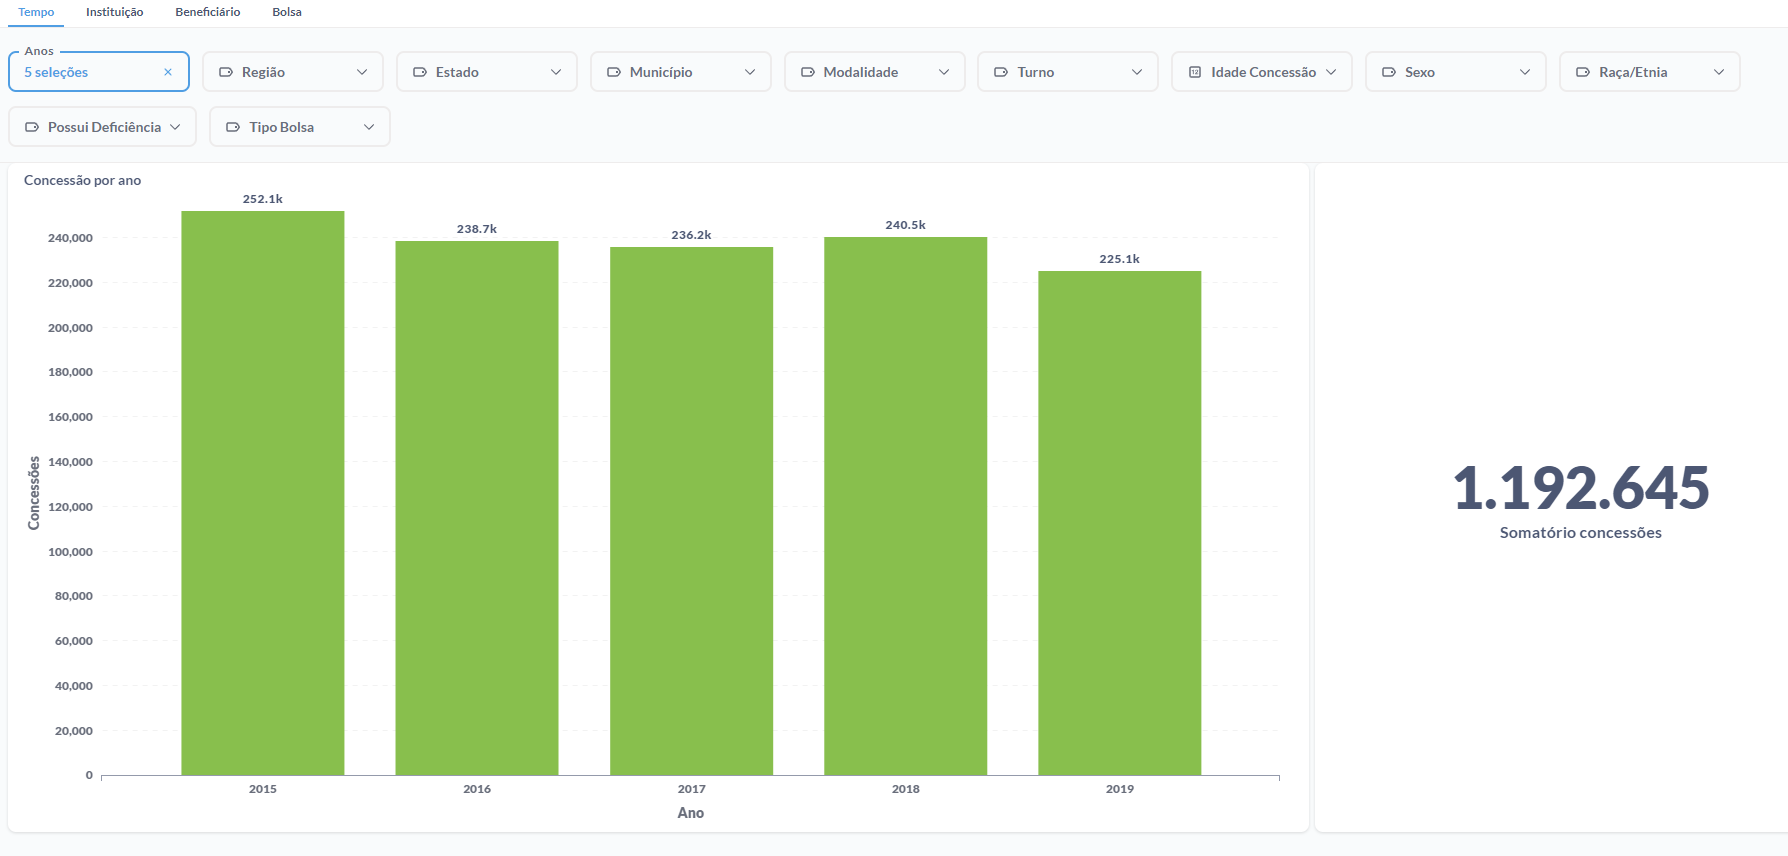 Tempo Instituição Beneficiário Bolsa
Anos
5 seleções × Região Estado Município Modalidade Turno Idade Concessão Sexo Raça/Etnia
Possui Deficiência Tipo Bolsa
Concessão por ano
252.1k
238.7k
236.2k
240.5k
225.1k
240,000
220,000
200,000
180,000
160,000
140,000
120,000
100,000
80,000
60,000
40,000
20,000
0
Concessões
2015 2016 2017 2018 2019
Ano
1.192.645
Somatório concessões